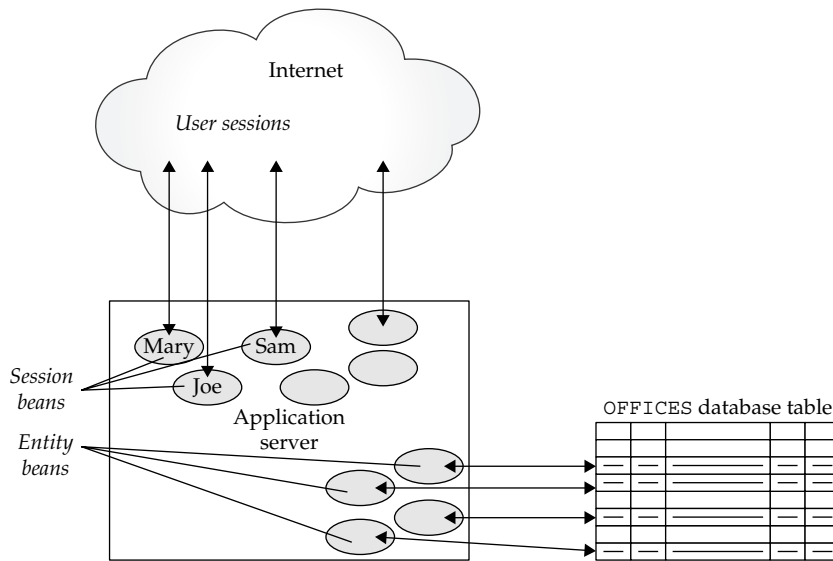 Internet
User sessions
Mary
Sam
Joe
Session
beans
Application
server
Entity
beans
OFFICES database table